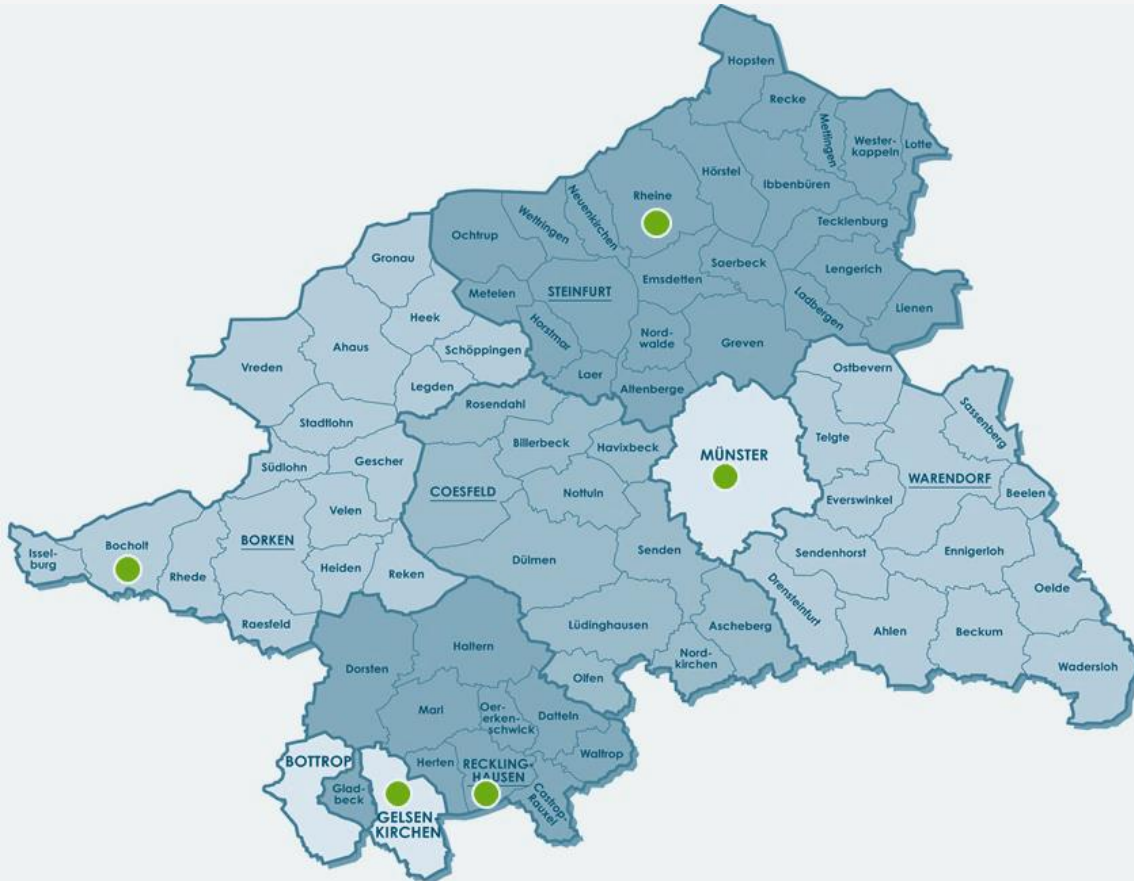 Hopsten
Recke
Mettingen
Wester-
kappeln
Lotte
Rheine
Hörstel
Ibbenbüren
Neuenkirchen
Wettringen
Ochtrup
Tecklenburg
Gronau
Saerbeck
Emsdetten
Lengerich
Metelen
STEINFURT
Ladbergen
Lienen
Heek
Horstmar
Nord-
walde
Greven
Ahaus
Schöppingen
Vreden
Legden
Laer
Altenberge
Ostbevern
Rosendahl
Sassenberg
Stadtlohn
Billerbeck
Havixbeck
Telgte
MÜNSTER
Südlohn
Gescher
COESFELD
Nottuln
WARENDORF
Everswinkel
Beelen
Velen
BORKEN
Bocholt
Issel-
burg
Rhede
Heiden
Reken
Dülmen
Senden
Sendenhorst
Ennigerloh
Oelde
Drensteinfurt
Raesfeld
Lüdinghausen
Ascheberg
Ahlen
Beckum
Haltern
Nord-
kirchen
Wadersloh
Dorsten
Olfen
Marl
Oer-
erken-
schwick
Datteln
Waltrop
BOTTROP
Herten
RECKLING-
HAUSEN
Glad-
beck
Castrop-
Rauxel
GELSEN-
KIRCHEN